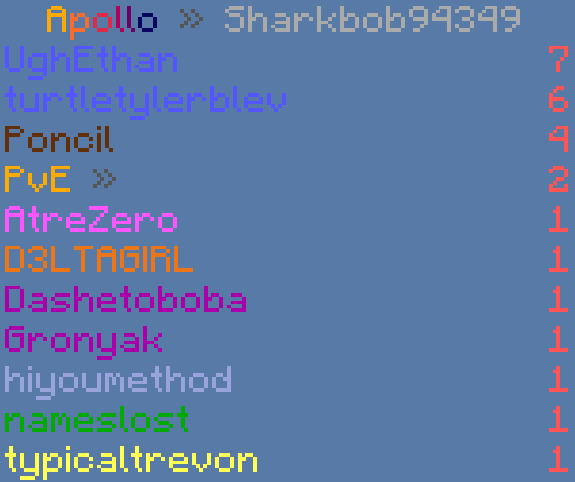 Apollo » Sharkbob94349
UghEthan 7
turtletylerblev 6
Poncil 4
PvE » 2
AtreZero 1
D3LTAGIRL 1
Dashetoboba 1
Gronyak 1
hiyoumethod 1
nameslost 1
typicaltrevon 1